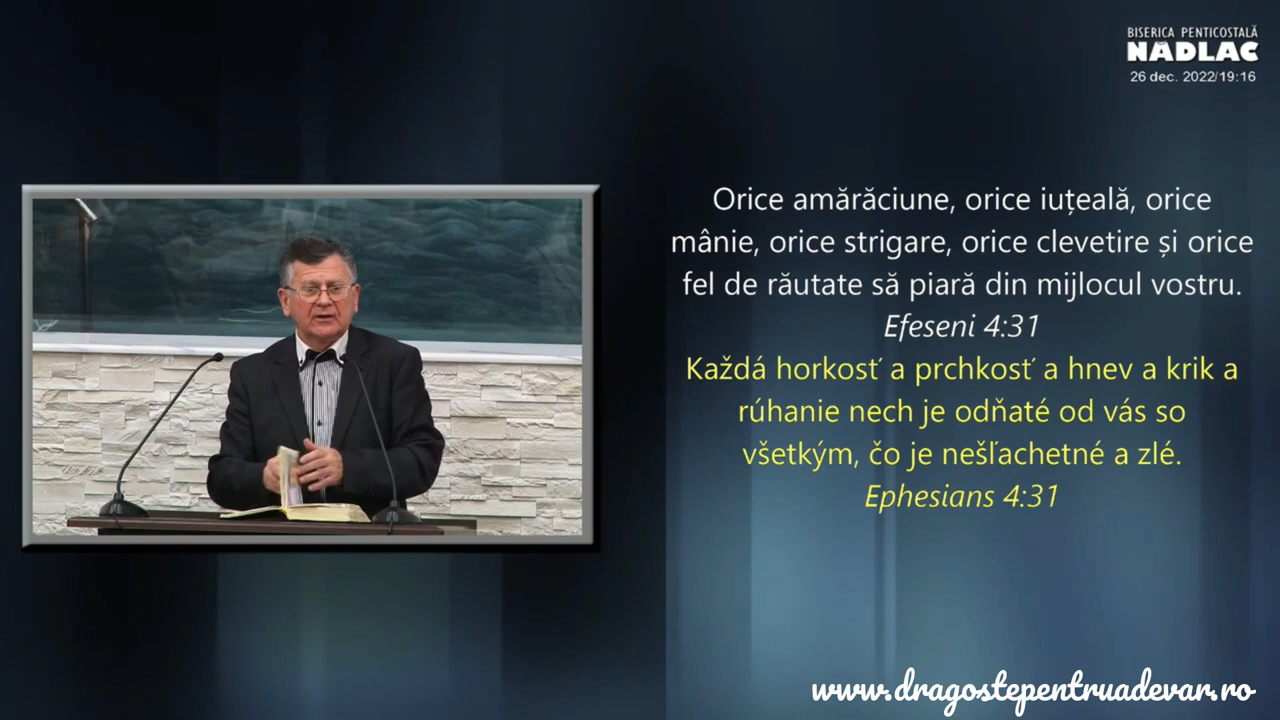 BISERICA PENTICOSTALĂ
NĂDLAC
26 dec. 2022/19:16
Orice amărăciune, orice iuțeală, orice
mânie, orice strigare, orice clevetire și orice
fel de răutate să piară din mijlocul vostru.
Efeseni 4:31
Každá horkosť a prchkosť a hnev a krik a
rúhanie nech je odňaté od vás so
všetkým, čo je nešľachetné a zlé.
Ephesians 4:31
www.dragostepentruadevar.ro